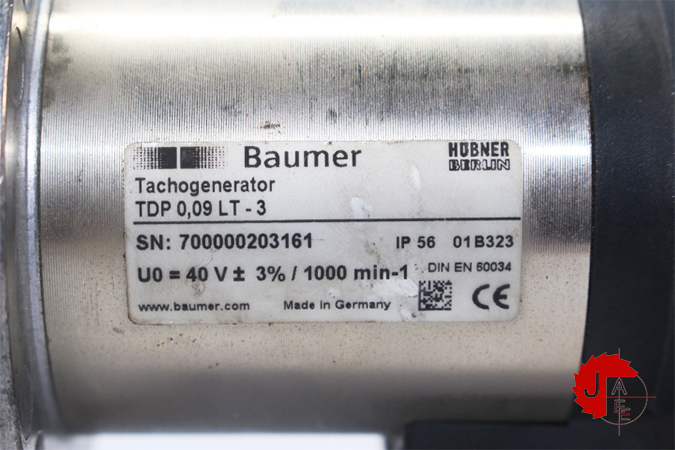 Baumer HÜBNER
BERLIN
Tachogenerator
TDP 0,09 LT - 3
SN: 700000203161 IP 56 01B323
U0 = 40 V ± 3% / 1000 min-1 DIN EN 60034
www.baumer.com Made in Germany CE
J A